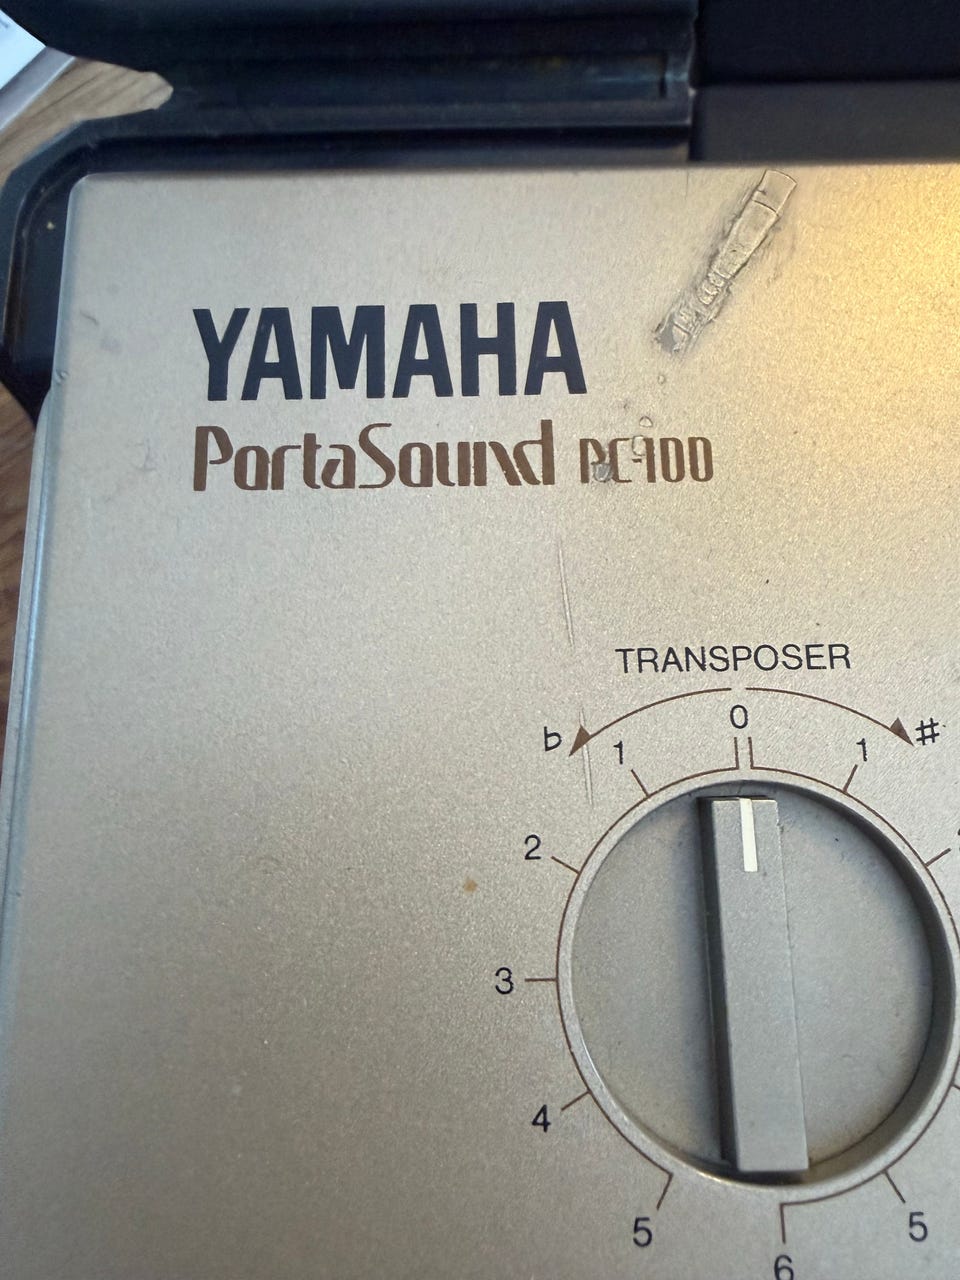 YAMAHA
PortaSound PC-100
TRANSPOSER
♭ 1 0 1 #
2
3
4
5 5
6